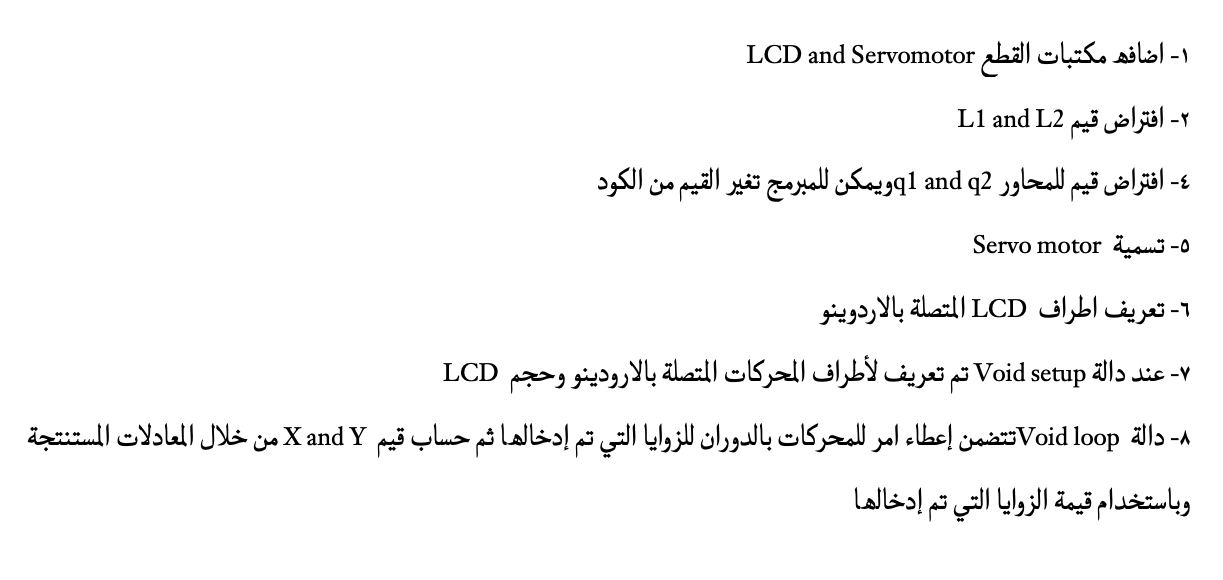 ١- اضافه مكتبات القطع LCD and Servomotor
٢- افتراض قيم L1 and L2
٤- افتراض قيم للمحاور q1 and q2ويمكن للمبرمج تغير القيم من الكود
٥- تسمية Servo motor
٦- تعريف اطراف LCD المتصلة بالاردوينو
٧- عند دالة Void setup تم تعريف لأطراف المحركات المتصلة بالارودينو وحجم LCD
٨- دالة Void loopتتضمن إعطاء امر للمحركات بالدوران للزوايا التي تم إدخالها ثم حساب قيم X and Y من خلال المعادلات المستنتجة
وباستخدام قيمة الزوايا التي تم إدخالها